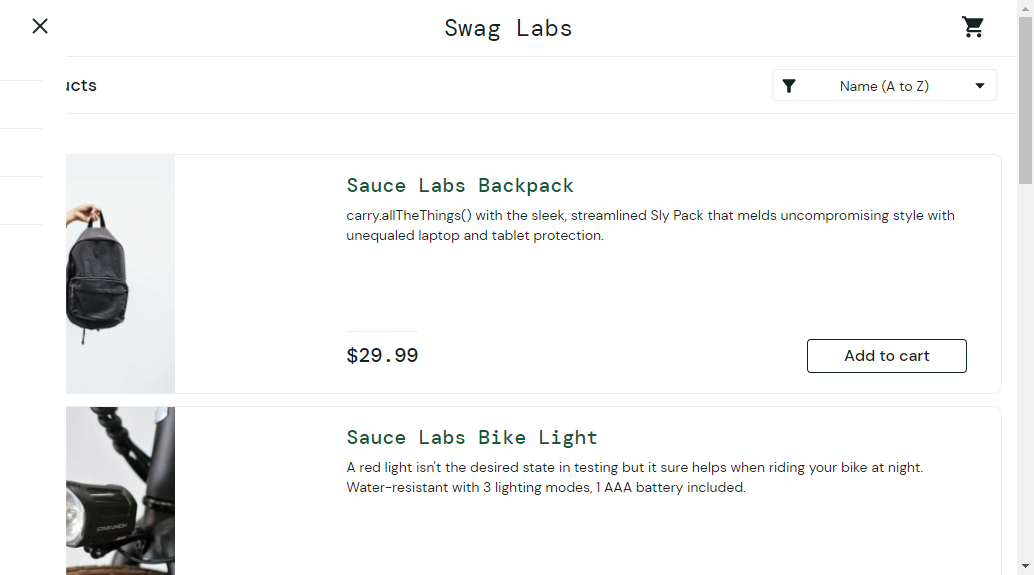 Swag Labs
Name (A to Z)
Sauce Labs Backpack
carry.allTheThings() with the sleek, streamlined Sly Pack that melds uncompromising style with
unequaled laptop and tablet protection.
$29.99
Add to cart
Sauce Labs Bike Light
A red light isn't the desired state in testing but it sure helps when riding your bike at night.
Water-resistant with 3 lighting modes, 1 AAA battery included.